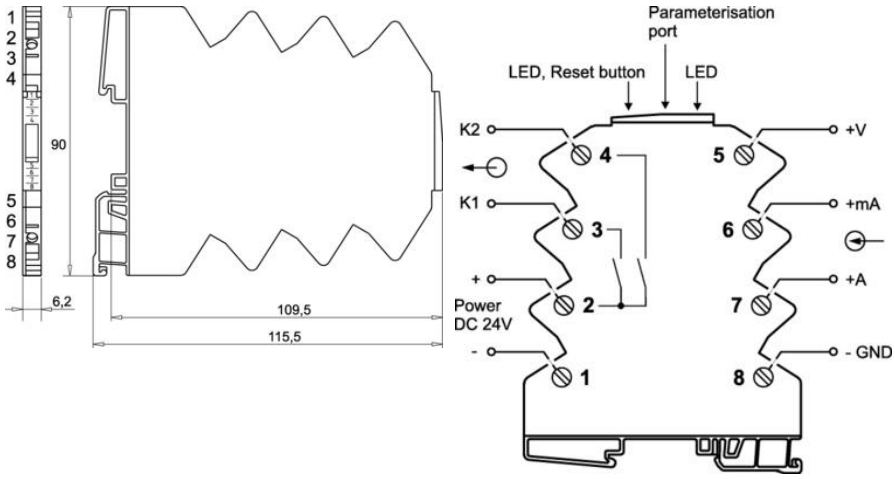 1
2
3
4
5
6
7
8
90
6,2
109,5
115,5
Parameterisation
port
LED, Reset button
LED
K2
4
5
+V
K1
3
6
+mA
+
Power
DC 24V
2
7
+A
-
1
8
- GND